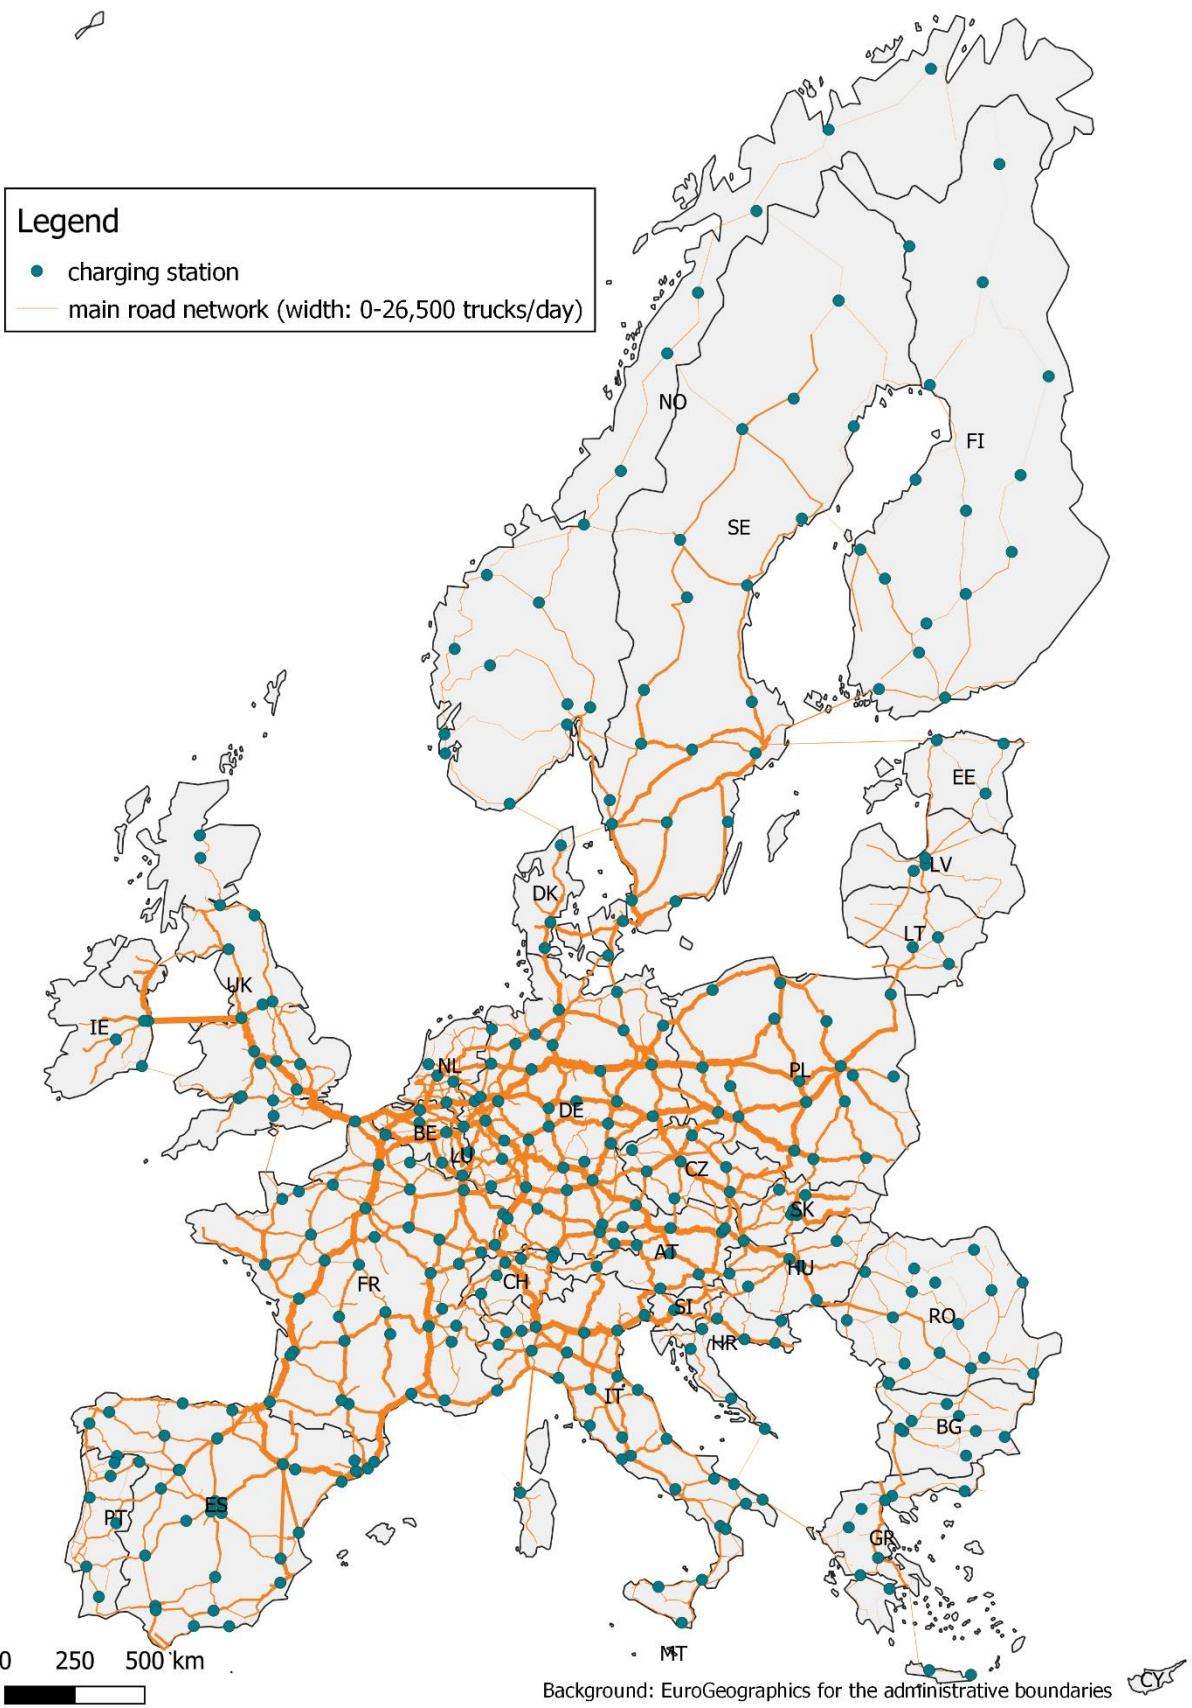 Legend
charging station
main road network (width: 0-26,500 trucks/day)
NO
FI
SE
EE
LV
DK
LT
UK
IE
NL
PL
DE
BE
LU
CZ
SK
AT
HU
FR
CH
SI
RO
HR
IT
BG
ES
PT
GR
MT
0 250 500 km
CY
Background: EuroGeographics for the administrative boundaries